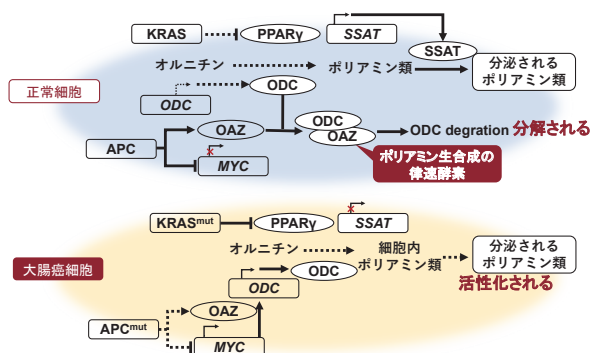 KRAS
PPARγ
SSAT
SSAT
オルニチン
ポリアミン類
分泌される
ポリアミン類
正常細胞
ODC
ODC
OAZ
ODC
OAZ
ODC degration 分解される
APC
MYC
ポリアミン生合成の
律速酵素
KRASmut
PPARγ
SSAT
オルニチン
細胞内
ポリアミン類
分泌される
ポリアミン類
大腸癌細胞
ODC
ODC
活性化される
OAZ
APCmut
MYC